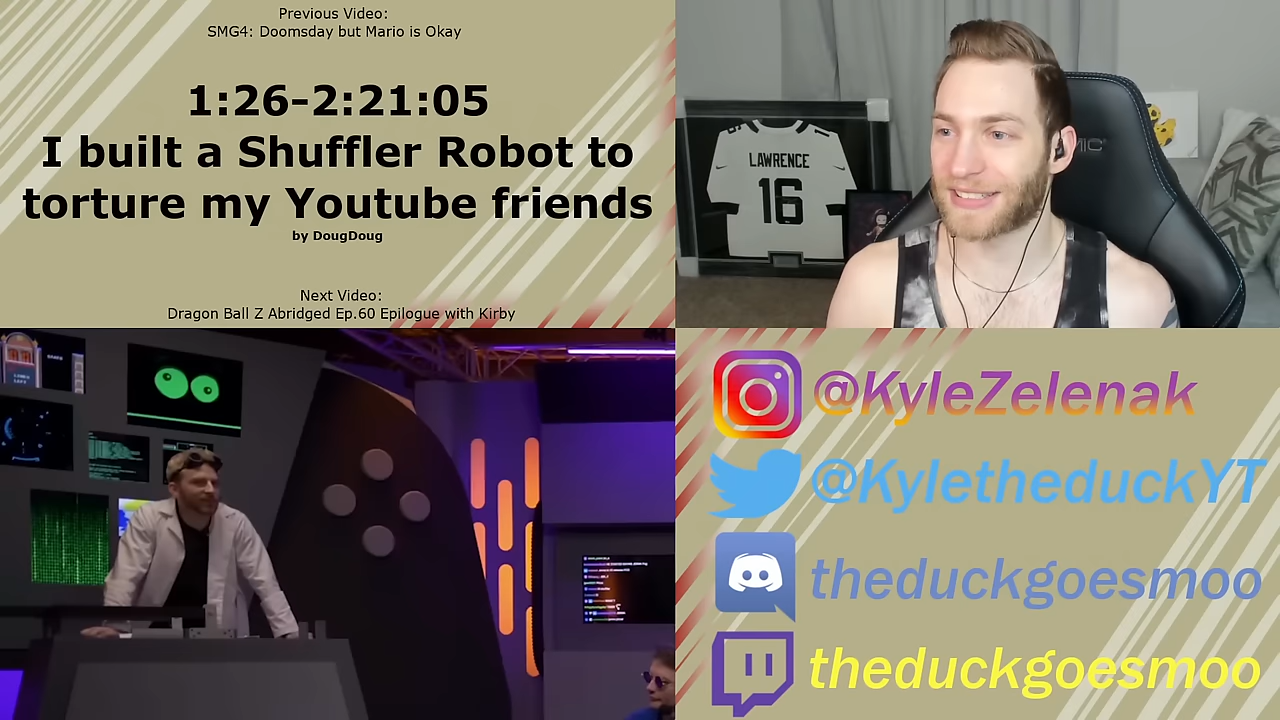 Previous Video:
SMG4: Doomsday but Mario is Okay
1:26-2:21:05
I built a Shuffler Robot to
torture my Youtube friends
by DougDoug
Next Video:
Dragon Ball Z Abridged Ep.60 Epilogue with Kirby
LAWRENCE
16
@KyleZelenak
@KyletheduckYT
theduckgoesmoo
theduckgoesmoo